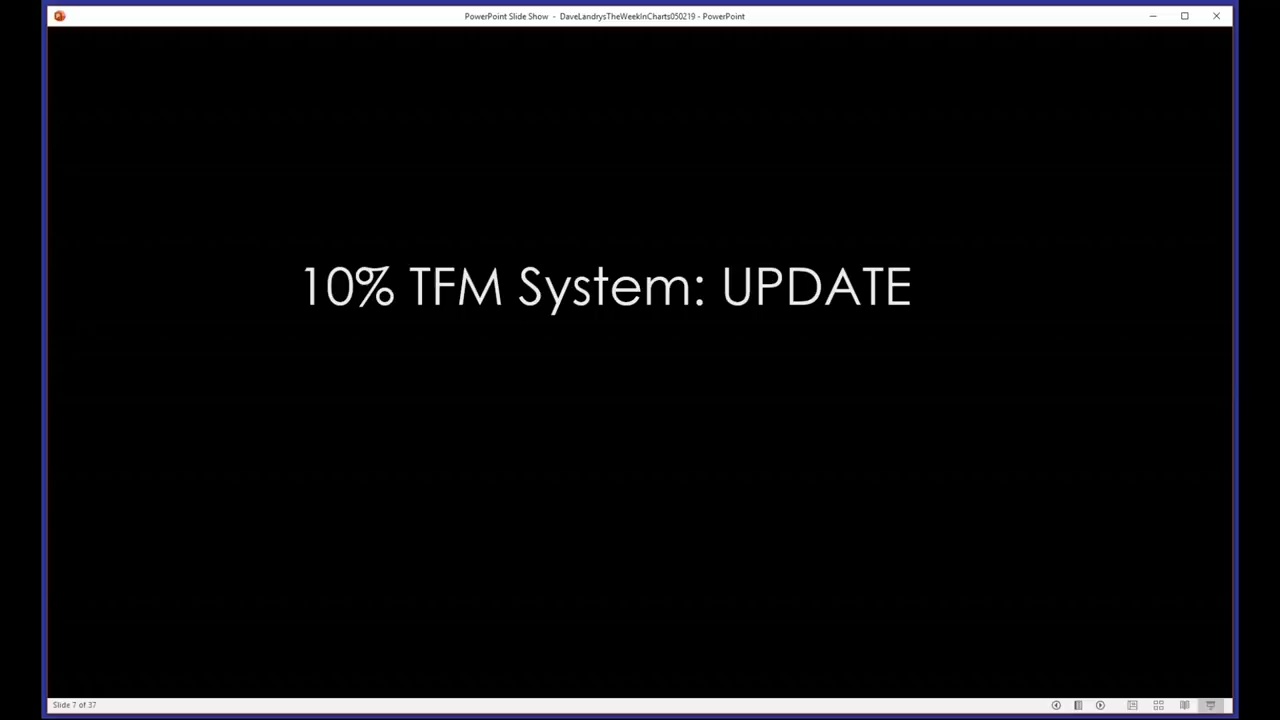 PowerPoint Slide Show - DaveLandrysTheWeekInCharts050219 - PowerPoint
10% TFM System: UPDATE
Slide 7 of 37